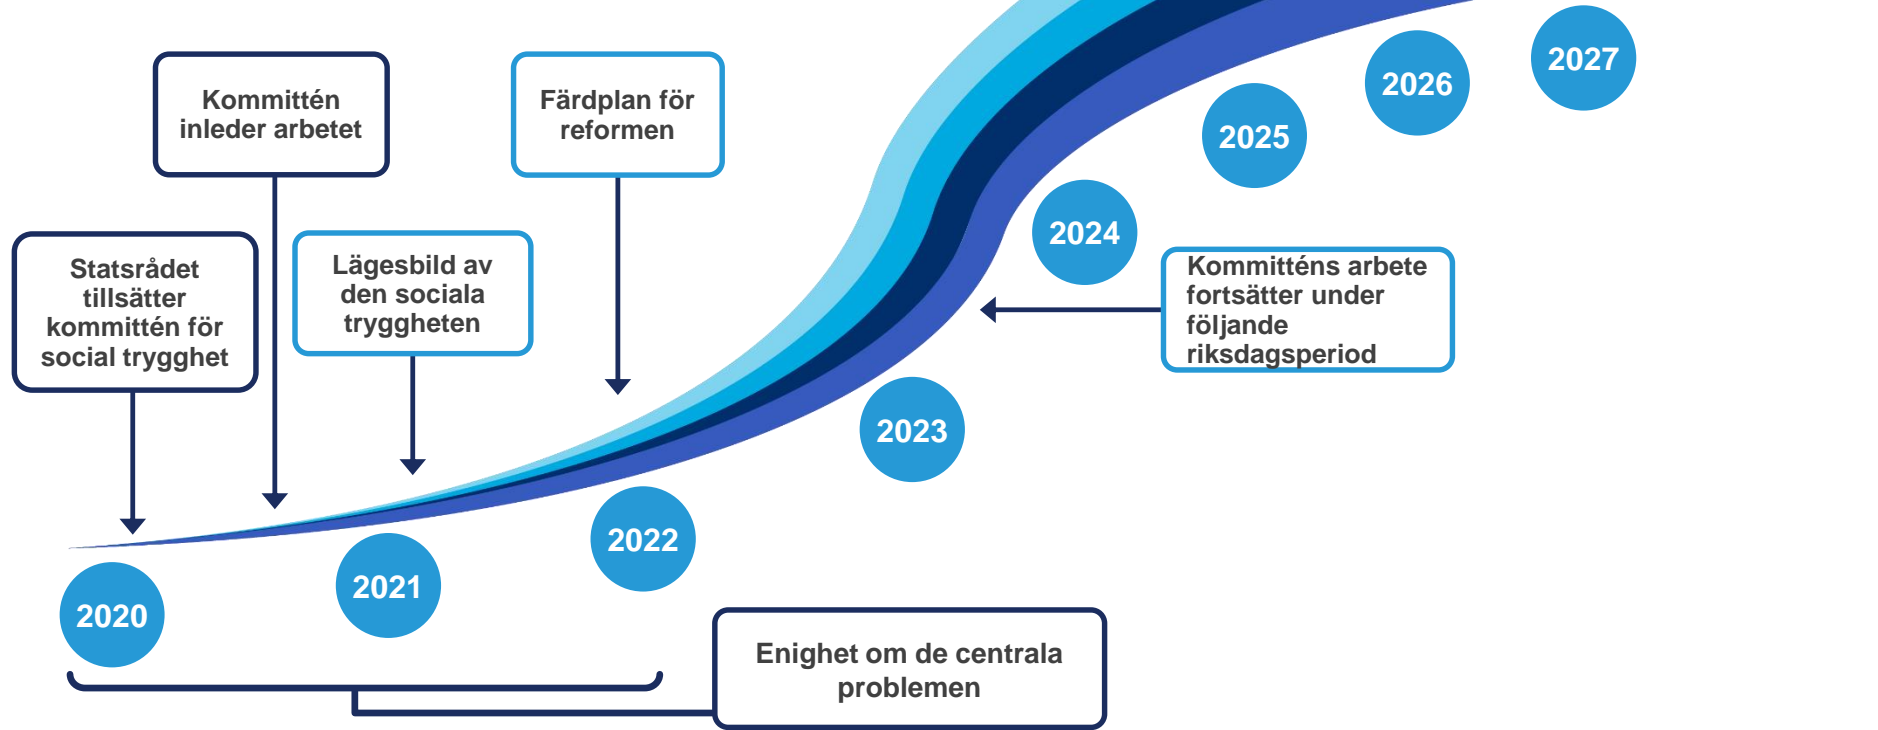 Kommittén
inleder arbetet
Färdplan för
reformen
Statsrådet
tillsätter
kommittén för
social trygghet
Lägesbild av
den sociala
tryggheten
Kommitténs arbete
fortsätter under
följande
riksdagsperiod
2020
2021
2022
2023
2024
2025
2026
2027
Enighet om de centrala
problemen